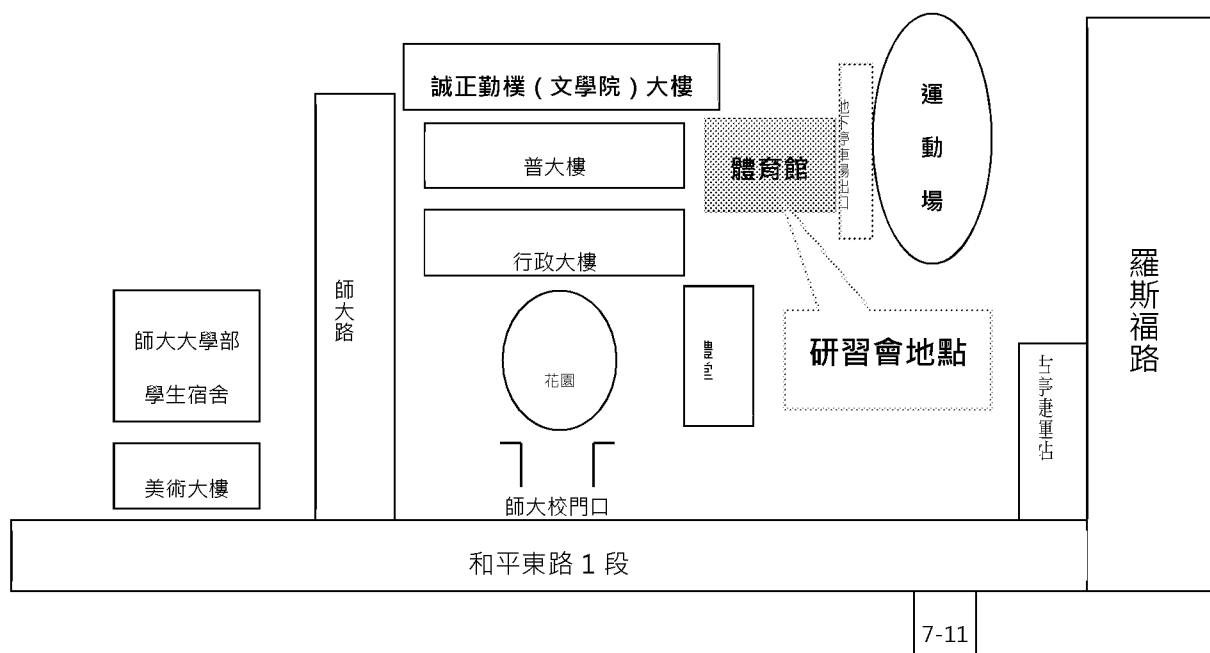 誠正勤樸（文學院）大樓
普大樓
體育館
運動場
行政大樓
師大路
羅斯福路
師大大學部
學生宿舍
花園
禮堂
研習會地點
美術大樓
師大校門口
和平東路 1 段
7-11